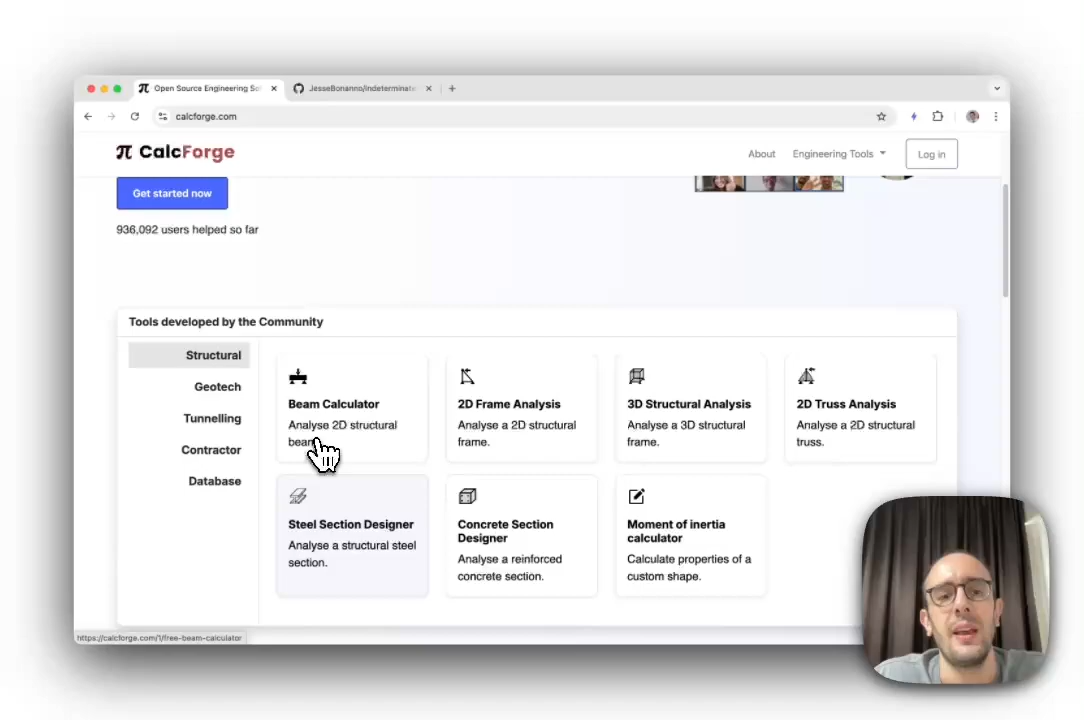 Open Source Engineering Sol
JesseBonanno/indeterminate
calcforge.com
CalcForge
About
Engineering Tools
Log in
Get started now
936,092 users helped so far
Tools developed by the Community
Structural
Geotech
Tunnelling
Contractor
Database
Beam Calculator
Analyse 2D structural
2D Frame Analysis
Analyse a 2D structural
frame.
3D Structural Analysis
Analyse a 3D structural
frame.
2D Truss Analysis
Analyse a 2D structural
truss.
Steel Section Designer
Analyse a structural steel
section.
Concrete Section
Designer
Analyse a reinforced
concrete section.
Moment of inertia
calculator
Calculate properties of a
custom shape.
https://calcforge.com/1/free-beam-calculator